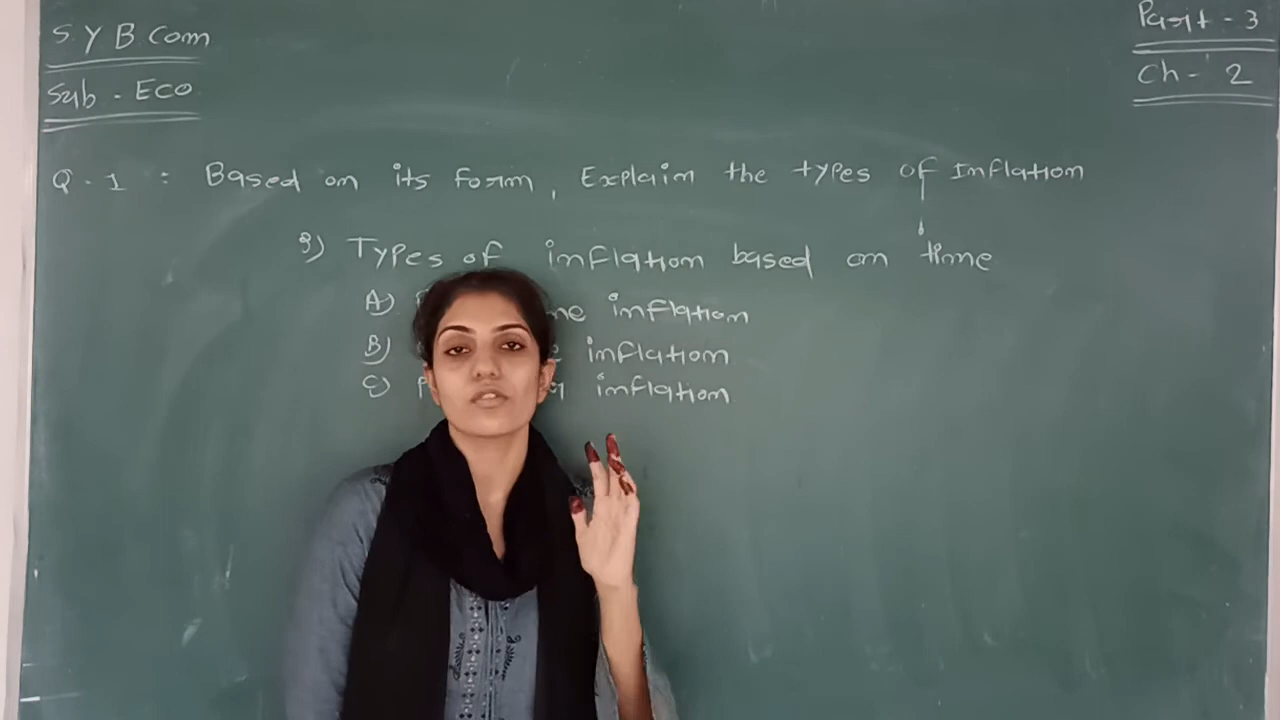 S Y B Com
Sub - Eco
Part - 3
Ch - 2
Q.1 : Based on its form, Explain the types of Inflation
3) Types of inflation based on time
A) inflation
B) inflation
C) inflation